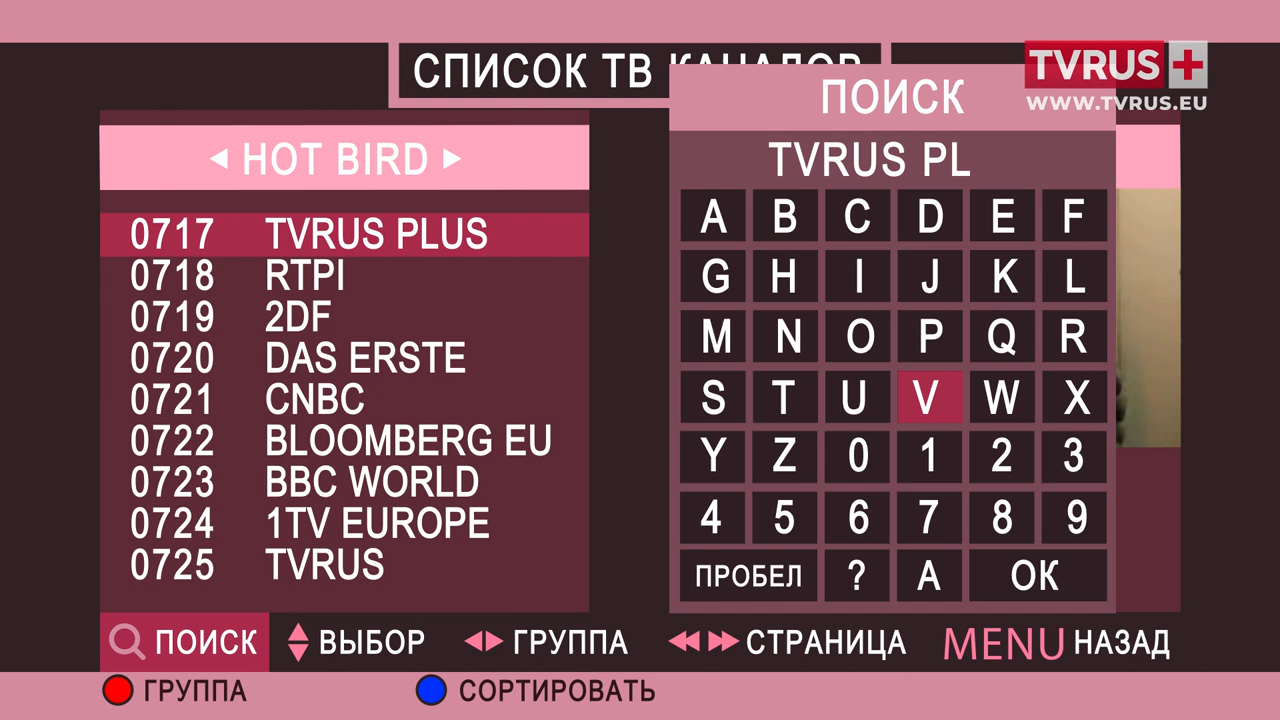 СПИСОК ТВ КАНАЛОВ
TVRUS+
WWW.TVRUS.EU
HOT BIRD
0717 TVRUS PLUS
0718 RTPI
0719 2DF
0720 DAS ERSTE
0721 CNBC
0722 BLOOMBERG EU
0723 BBC WORLD
0724 1TV EUROPE
0725 TVRUS
ПОИСК
TVRUS PL
A B C D E F
G H I J K L
M N O P Q R
S T U V W X
Y Z 0 1 2 3
4 5 6 7 8 9
ПРОБЕЛ ? A ОК
ПОИСК ВЫБОР ГРУППА СТРАНИЦА MENU НАЗАД
ГРУППА СОРТИРОВАТЬ